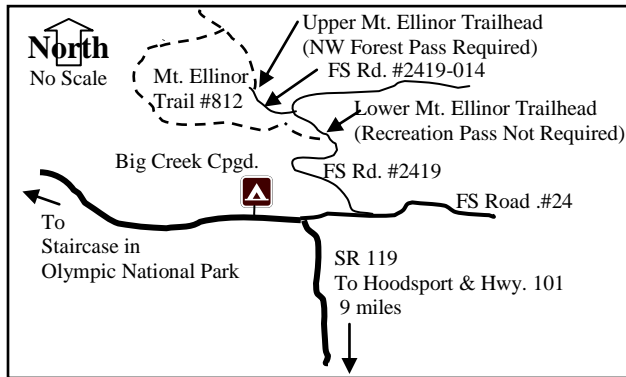 North
No Scale
Upper Mt. Ellinor Trailhead
(NW Forest Pass Required)
FS Rd. #2419-014
Mt. Ellinor
Trail #812
Lower Mt. Ellinor Trailhead
(Recreation Pass Not Required)
Big Creek Cpgd.
FS Rd. #2419
FS Road .#24
To
Staircase in
Olympic National Park
SR 119
To Hoodsport & Hwy. 101
9 miles